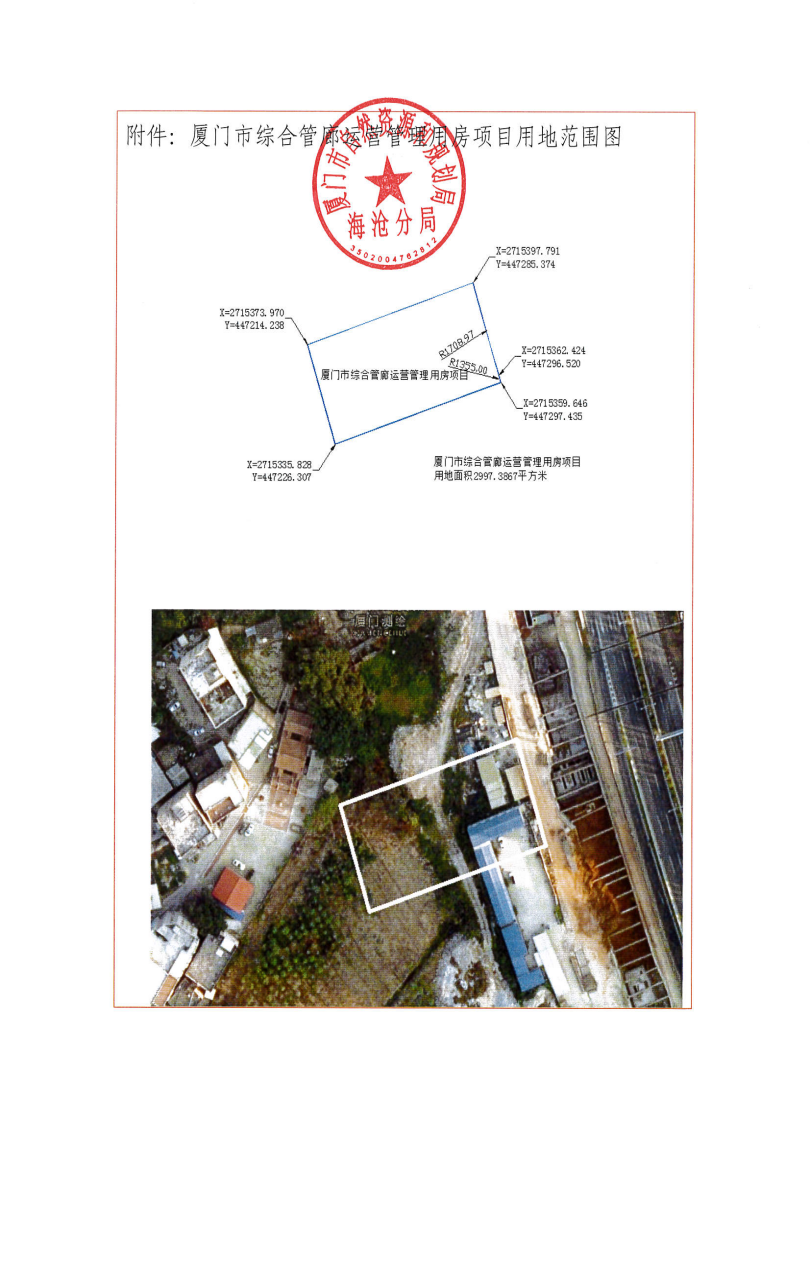 附件：厦门市综合管廊运营管理用房项目用地范围图
厦门市自然资源和规划局
海沧分局
3502004762812
X=2715397.791
Y=447285.374
X=2715373.970
Y=447214.238
R1708.97
R1355.00
X=2715362.424
Y=447296.520
厦门市综合管廊运营管理用房项目
X=2715359.646
Y=447297.435
X=2715335.828
Y=447226.307
厦门市综合管廊运营管理用房项目
用地面积2997.3867平方米
厦门测绘